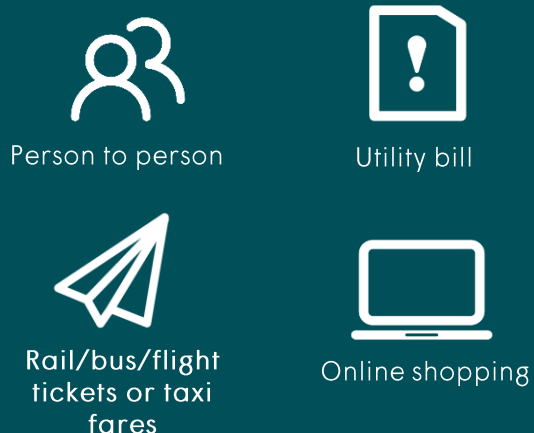 Person to person
Utility bill
Rail/bus/flight
tickets or taxi
fares
Online shopping